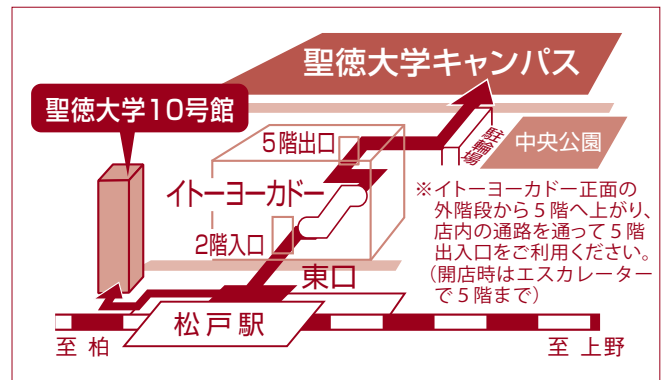 聖徳大学キャンパス
聖徳大学10号館
5階出口
駐輪場
中央公園
イトーヨーカドー
※イトーヨーカドー正面の
外階段から5階へ上がり、
店内の通路を通って5階
出入口をご利用ください。
（開店時はエスカレーター
で5階まで）
2階入口
東口
松戸駅
至 柏
至 上野